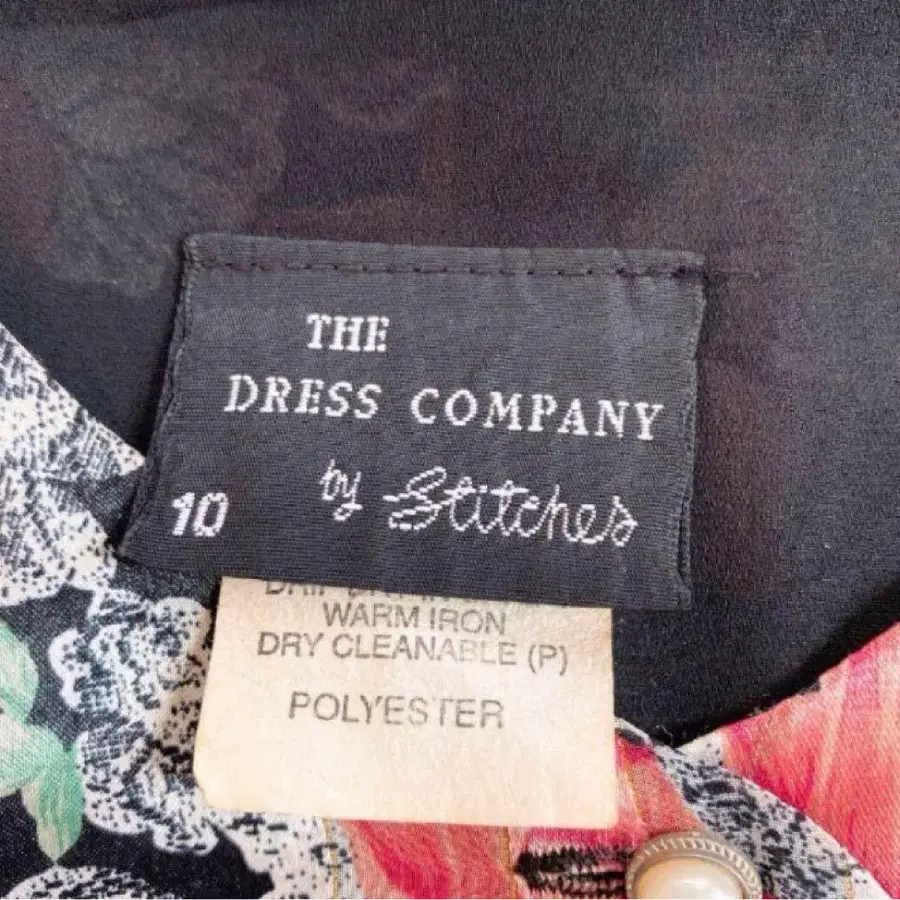 THE
DRESS COMPANY
by Stitches
10
WARM IRON
DRY CLEANABLE (P)
POLYESTER